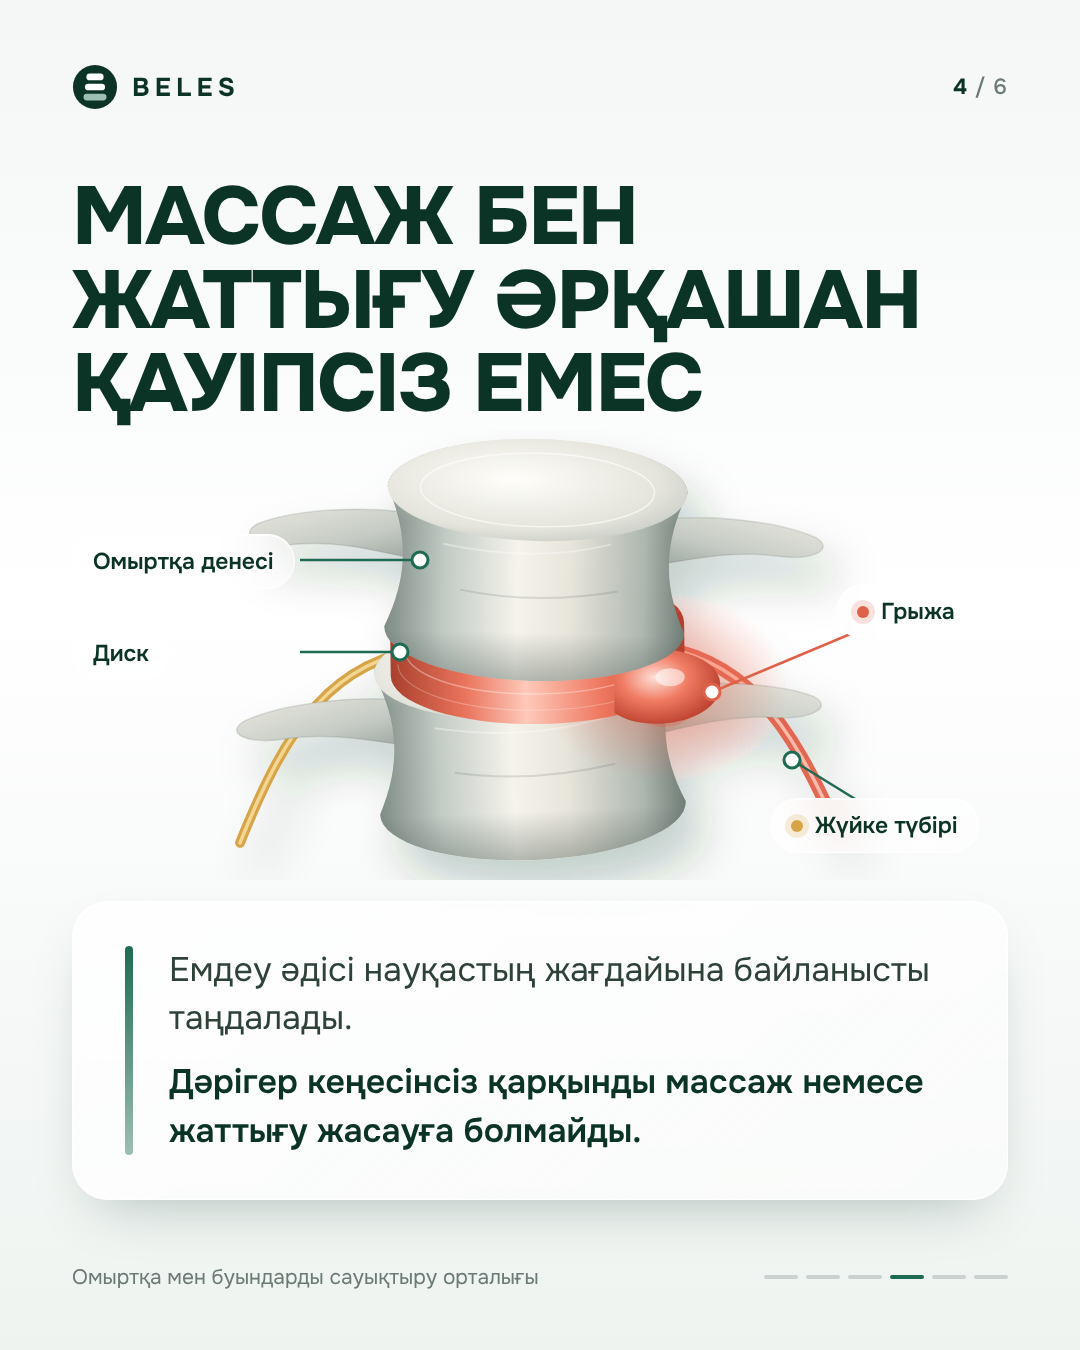 BELES
4 / 6
МАССАЖ БЕН
ЖАТТЫҒУ ӘРҚАШАН
ҚАУІПСІЗ ЕМЕС
Омыртқа денесі
Грыжа
Диск
Жүйке түбірі
Емдеу әдісі науқастың жағдайына байланысты
таңдалады.
Дәрігер кеңесінсіз қарқынды массаж немесе
жаттығу жасауға болмайды.
Омыртқа мен буындарды сауықтыру орталығы